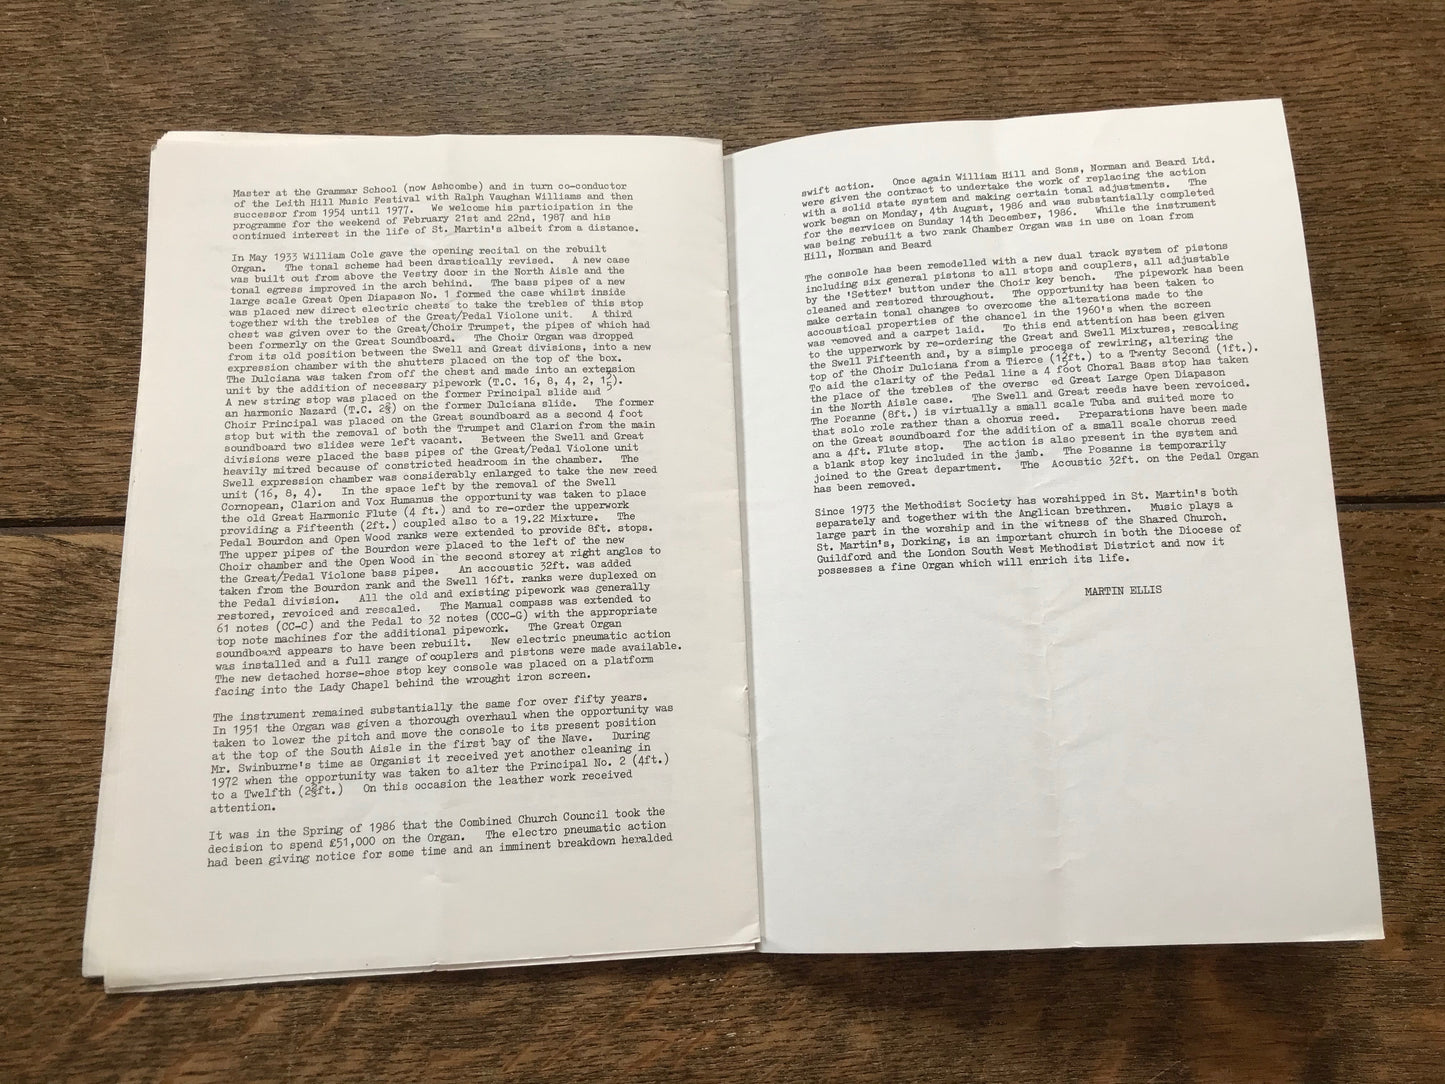 Master at the Grammar School (now Ashcombe) and in turn co-conductor
of the Leith Hill Music Festival with Ralph Vaughan Williams and then
successor from 1954 until 1977. We welcome his participation in the
programme for the weekend of February 21st and 22nd, 1987 and his
continued interest in the life of St. Martin's albeit from a distance.
In May 1933 William Cole gave the opening recital on the rebuilt
Organ. The tonal scheme had been drastically revised. A new case
was built out from above the Vestry door in the North Aisle and the
tonal egress improved in the arch behind. The bass pipes of a new
large scale Great Open Diapason No. 1 formed the case whilst inside
was placed new direct electric chests to take the trebles of this stop
together with the trebles of the Great/Pedal Violone unit. A third
chest was given over to the Great/Choir Trumpet, the pipes of which had
been formerly on the Great Soundboard. The Choir Organ was dropped
from its old position between the Swell and Great divisions, into a new
expression chamber with the shutters placed on the top of the box.
The Dulciana was taken from off the chest and made into an extension
unit by the addition of necessary pipework (T.C. 16, 8, 4, 2, 1⅗).
A new string stop was placed on the former Principal slide and
an harmonic Nazard (T.C. 2⅔) on the former Dulciana slide. The former
Choir Principal was placed on the Great soundboard as a second 4 foot
stop but with the removal of both the Trumpet and Clarion from the main
soundboard two slides were left vacant. Between the Swell and Great
divisions were placed the bass pipes of the Great/Pedal Violone unit
heavily mitred because of constricted headroom in the chamber. The
Swell expression chamber was considerably enlarged to take the new reed
unit (16, 8, 4). In the space left by the removal of the Swell
Cornopean, Clarion and Vox Humanus the opportunity was taken to place
the old Great Harmonic Flute (4 ft.) and to re-order the upperwork
providing a Fifteenth (2ft.) coupled also to a 19.22 Mixture. The
Pedal Bourdon and Open Wood ranks were extended to provide 8ft. stops.
The upper pipes of the Bourdon were placed to the left of the new
Choir chamber and the Open Wood in the second storey at right angles to
the Great/Pedal Violone bass pipes. An accoustic 32ft. was added
taken from the Bourdon rank and the Swell 16ft. ranks were duplexed on
the Pedal division. All the old and existing pipework was generally
restored, revoiced and rescaled. The Manual compass was extended to
61 notes (CC-C) and the Pedal to 32 notes (CCC-G) with the appropriate
top note machines for the additional pipework. The Great Organ
soundboard appears to have been rebuilt. New electric pneumatic action
was installed and a full range of couplers and pistons were made available.
The new detached horse-shoe stop key console was placed on a platform
facing into the Lady Chapel behind the wrought iron screen.
The instrument remained substantially the same for over fifty years.
In 1951 the Organ was given a thorough overhaul when the opportunity was
taken to lower the pitch and move the console to its present position
at the top of the South Aisle in the first bay of the Nave. During
Mr. Swinburne's time as Organist it received yet another cleaning in
1972 when the opportunity was taken to alter the Principal No. 2 (4ft.)
to a Twelfth (2⅔ft.) On this occasion the leather work received
attention.
It was in the Spring of 1986 that the Combined Church Council took the
decision to spend £51,000 on the Organ. The electro pneumatic action
had been giving notice for some time and an imminent breakdown heralded
swift action. Once again William Hill and Sons, Norman and Beard Ltd.
were given the contract to undertake the work of replacing the action
with a solid state system and making certain tonal adjustments. The
work began on Monday, 4th August, 1986 and was substantially completed
for the services on Sunday 14th December, 1986. While the instrument
was being rebuilt a two rank Chamber Organ was in use on loan from
Hill, Norman and Beard
The console has been remodelled with a new dual track system of pistons
including six general pistons to all stops and couplers, all adjustable
by the 'Setter' button under the Choir key bench. The pipework has been
cleaned and restored throughout. The opportunity has been taken to
make certain tonal changes to overcome the alterations made to the
accoustical properties of the chancel in the 1960's when the screen
was removed and a carpet laid. To this end attention has been given
to the upperwork by re-ordering the Great and Swell Mixtures, rescaling
the Swell Fifteenth and, by a simple process of rewiring, altering the
top of the Choir Dulciana from a Tierce (1⅗ft.) to a Twenty Second (1ft.).
To aid the clarity of the Pedal line a 4 foot Choral Bass stop has taken
the place of the trebles of the oversc ed Great Large Open Diapason
in the North Aisle case. The Swell and Great reeds have been revoiced.
The Posanne (8ft.) is virtually a small scale Tuba and suited more to
that solo role rather than a chorus reed. Preparations have been made
on the Great soundboard for the addition of a small scale chorus reed
and a 4ft. Flute stop. The action is also present in the system and
a blank stop key included in the jamb. The Posanne is temporarily
joined to the Great department. The Acoustic 32ft. on the Pedal Organ
has been removed.
Since 1973 the Methodist Society has worshipped in St. Martin's both
separately and together with the Anglican brethren. Music plays a
large part in the worship and in the witness of the Shared Church.
St. Martin's, Dorking, is an important church in both the Diocese of
Guildford and the London South West Methodist District and now it
possesses a fine Organ which will enrich its life.
MARTIN ELLIS